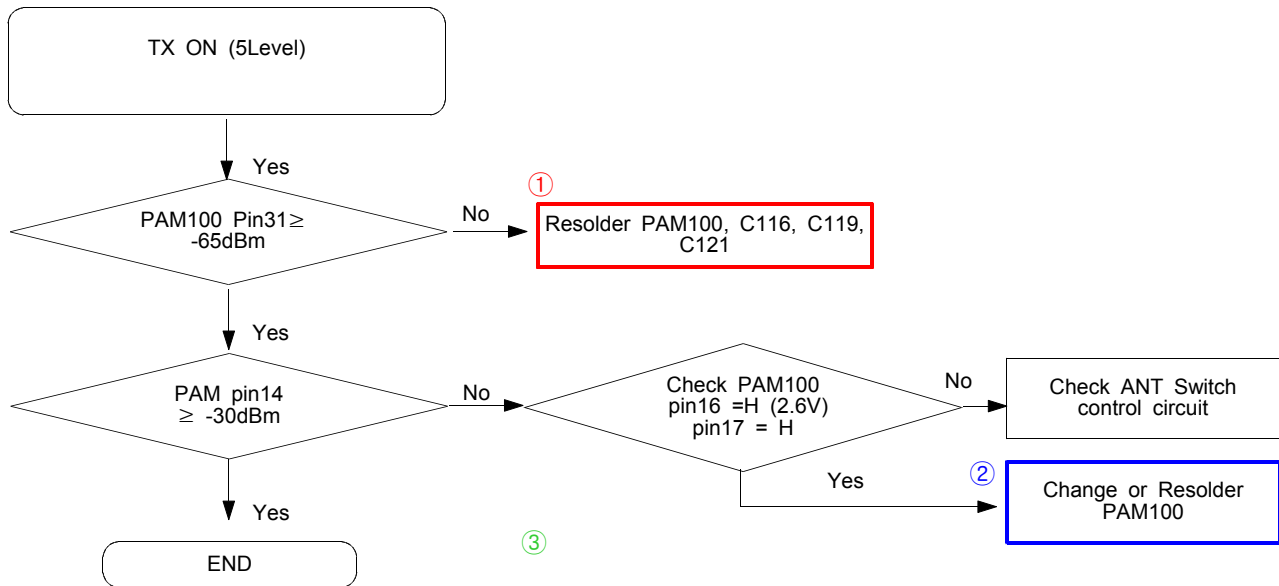 TX ON (5Level)
Yes
①
PAM100 Pin31≥
-65dBm
No
Resolder PAM100, C116, C119,
C121
Yes
PAM pin14
≥ -30dBm
No
Check PAM100
pin16 =H (2.6V)
pin17 = H
No
Check ANT Switch
control circuit
Yes
②
Change or Resolder
PAM100
Yes
③
END